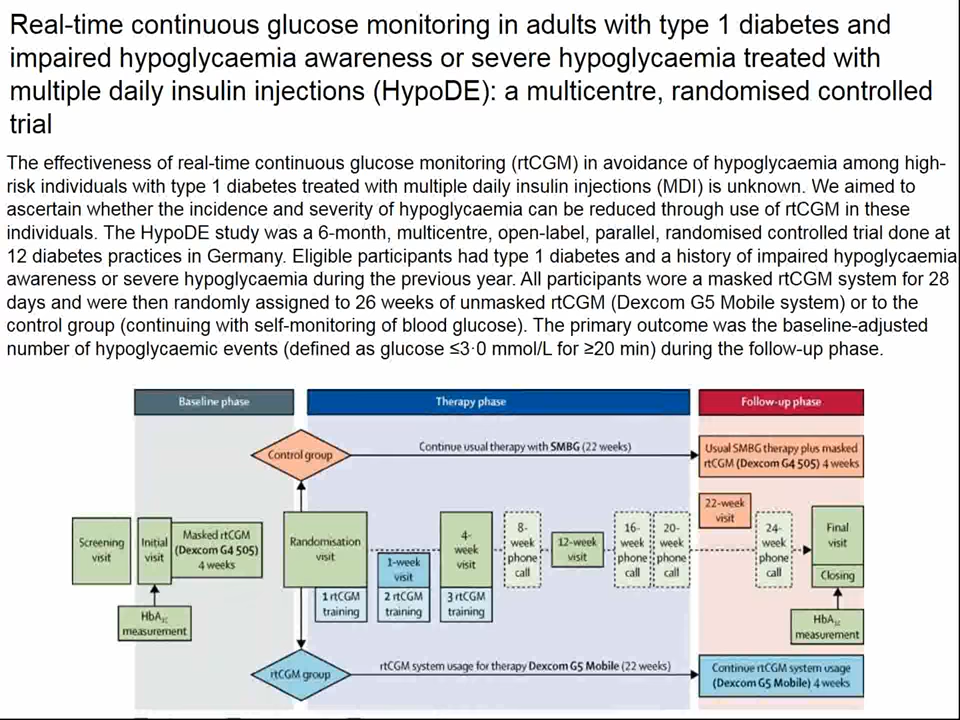 Real-time continuous glucose monitoring in adults with type 1 diabetes and
impaired hypoglycaemia awareness or severe hypoglycaemia treated with
multiple daily insulin injections (HypoDE): a multicentre, randomised controlled
trial
The effectiveness of real-time continuous glucose monitoring (rtCGM) in avoidance of hypoglycaemia among high-
risk individuals with type 1 diabetes treated with multiple daily insulin injections (MDI) is unknown. We aimed to
ascertain whether the incidence and severity of hypoglycaemia can be reduced through use of rtCGM in these
individuals. The HypoDE study was a 6-month, multicentre, open-label, parallel, randomised controlled trial done at
12 diabetes practices in Germany. Eligible participants had type 1 diabetes and a history of impaired hypoglycaemia
awareness or severe hypoglycaemia during the previous year. All participants wore a masked rtCGM system for 28
days and were then randomly assigned to 26 weeks of unmasked rtCGM (Dexcom G5 Mobile system) or to the
control group (continuing with self-monitoring of blood glucose). The primary outcome was the baseline-adjusted
number of hypoglycaemic events (defined as glucose ≤3·0 mmol/L for ≥20 min) during the follow-up phase.
Baseline phase
Therapy phase
Follow-up phase
Control group
Continue usual therapy with SMBG (22 weeks)
Usual SMBG therapy plus masked
rtCGM (Dexcom G4 505) 4 weeks
Screening
visit
Initial
visit
Masked rtCGM
(Dexcom G4 505)
4 weeks
Randomisation
visit
1-week
visit
4-
week
visit
8-
week
phone
call
12-week
visit
16-
week
phone
call
20-
week
phone
call
22-week
visit
24-
week
phone
call
Final
visit
Closing
1 rtCGM
training
2 rtCGM
training
3 rtCGM
training
HbA1c
measurement
HbA1c
measurement
rtCGM group
rtCGM system usage for therapy Dexcom G5 Mobile (22 weeks)
Continue rtCGM system usage
(Dexcom G5 Mobile) 4 weeks